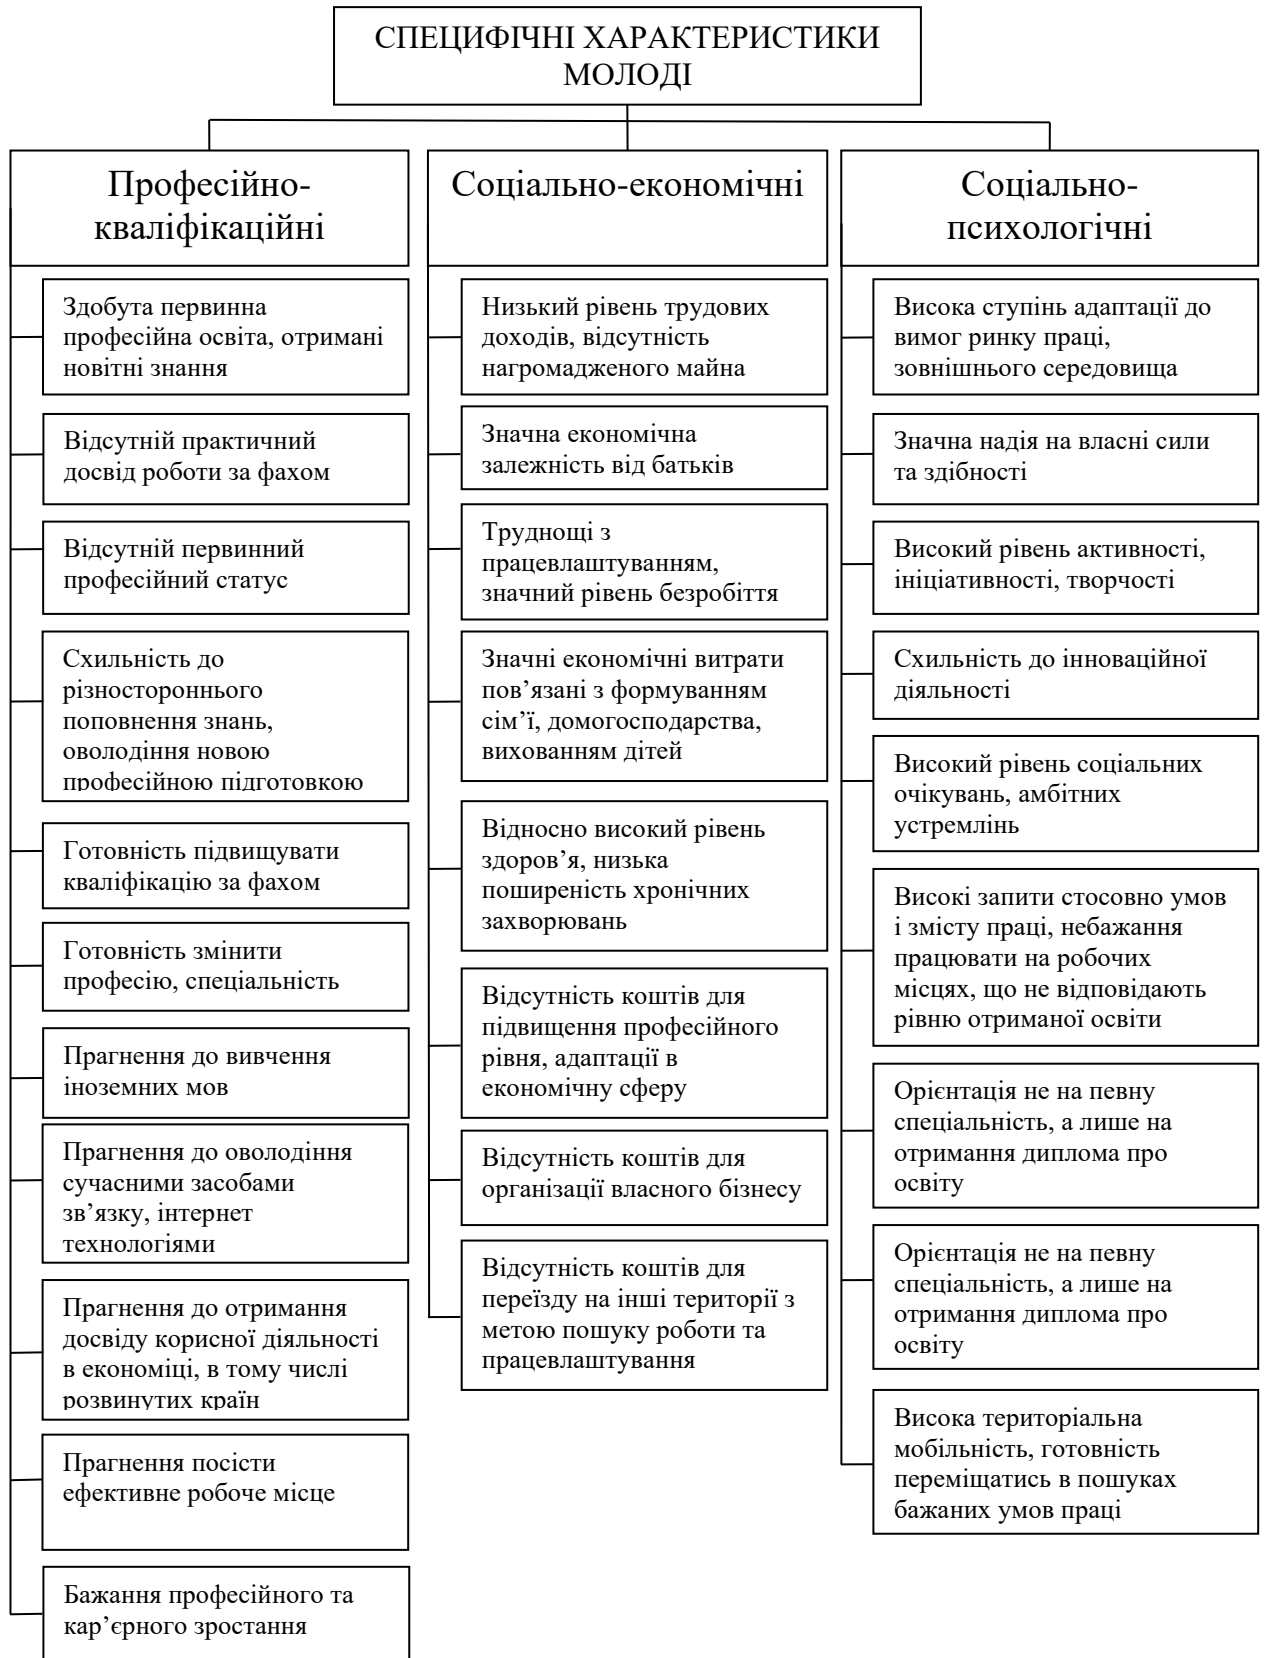 СПЕЦИФІЧНІ ХАРАКТЕРИСТИКИ
МОЛОДІ
Професійно-
кваліфікаційні
Здобута первинна
професійна освіта, отримані
новітні знання
Відсутній практичний
досвід роботи за фахом
Відсутній первинний
професійний статус
Схильність до
різностороннього
поповнення знань,
оволодіння новою
професійною підготовкою
Готовність підвищувати
кваліфікацію за фахом
Готовність змінити
професію, спеціальність
Прагнення до вивчення
іноземних мов
Прагнення до оволодіння
сучасними засобами
зв’язку, інтернет
технологіями
Прагнення до отримання
досвіду корисної діяльності
в економіці, в тому числі
розвинутих країн
Прагнення посісти
ефективне робоче місце
Бажання професійного та
кар’єрного зростання
Соціально-економічні
Низький рівень трудових
доходів, відсутність
нагромадженого майна
Значна економічна
залежність від батьків
Труднощі з
працевлаштуванням,
значний рівень безробіття
Значні економічні витрати
пов’язані з формуванням
сім’ї, домогосподарства,
вихованням дітей
Відносно високий рівень
здоров’я, низька
поширеність хронічних
захворювань
Відсутність коштів для
підвищення професійного
рівня, адаптації в
економічну сферу
Відсутність коштів для
організації власного бізнесу
Відсутність коштів для
переїзду на інші території з
метою пошуку роботи та
працевлаштування
Соціально-
психологічні
Висока ступінь адаптації до
вимог ринку праці,
зовнішнього середовища
Значна надія на власні сили
та здібності
Високий рівень активності,
ініціативності, творчості
Схильність до інноваційної
діяльності
Високий рівень соціальних
очікувань, амбітних
устремлінь
Високі запити стосовно умов
і змісту праці, небажання
працювати на робочих
місцях, що не відповідають
рівню отриманої освіти
Орієнтація не на певну
спеціальність, а лише на
отримання диплома про
освіту
Орієнтація не на певну
спеціальність, а лише на
отримання диплома про
освіту
Висока територіальна
мобільність, готовність
переміщатись в пошуках
бажаних умов праці